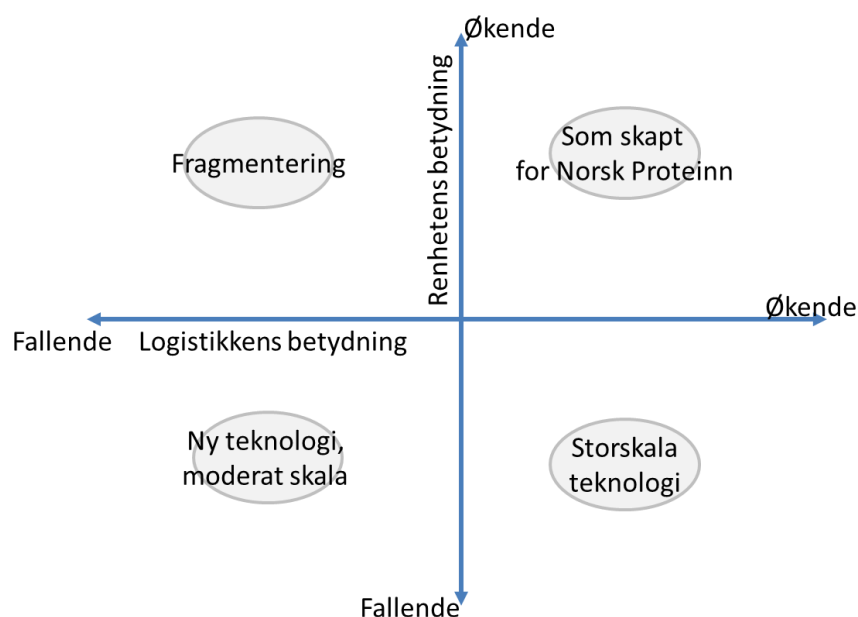 Økende
Renhetens betydning
Fragmentering
Som skapt
for Norsk Proteinn
Økende
Fallende
Logistikkens betydning
Ny teknologi,
moderat skala
Storskala
teknologi
Fallende